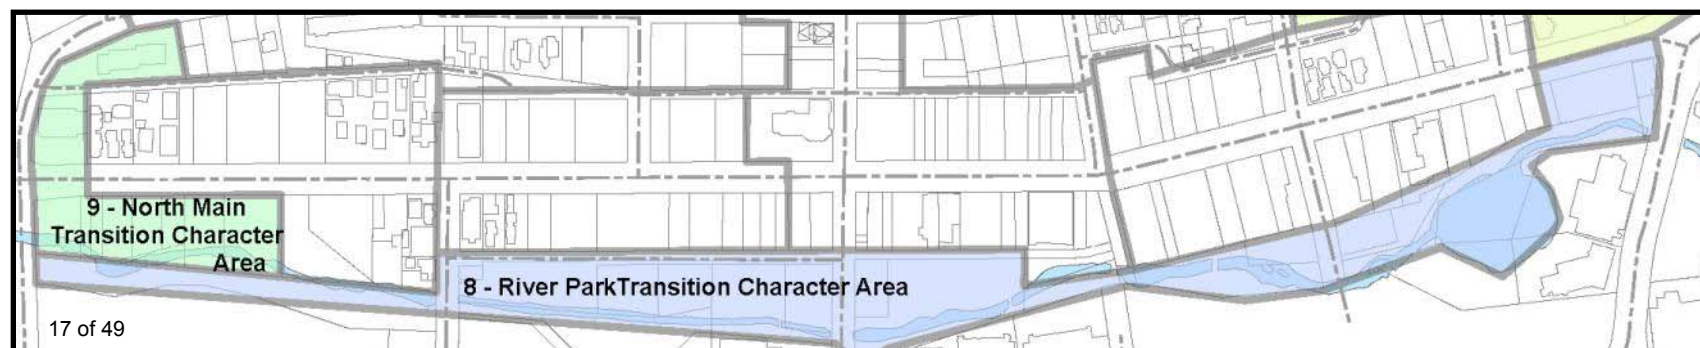 9 - North Main
Transition Character
Area
8 - River ParkTransition Character Area
17 of 49